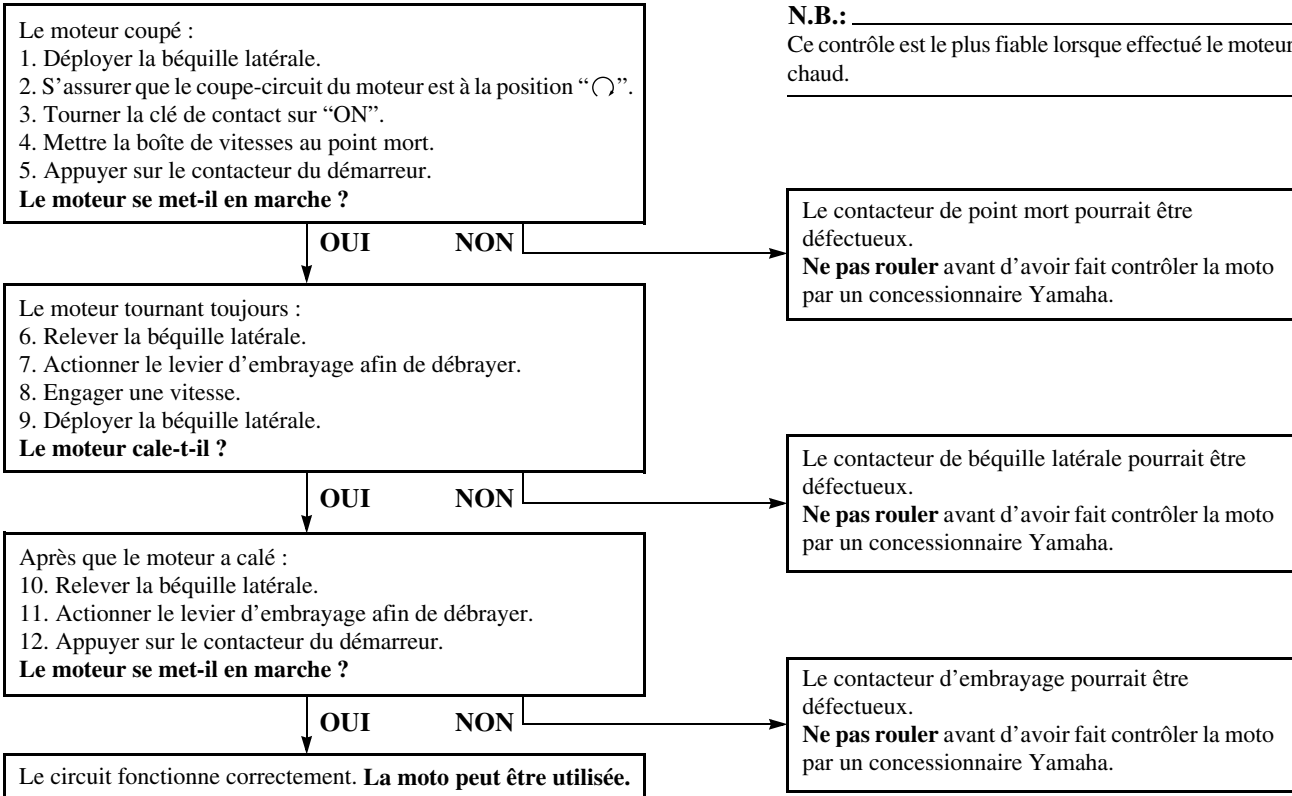 Le moteur coupé :
1. Déployer la béquille latérale.
2. S’assurer que le coupe-circuit du moteur est à la position “”.
3. Tourner la clé de contact sur “ON”.
4. Mettre la boîte de vitesses au point mort.
5. Appuyer sur le contacteur du démarreur.
Le moteur se met-il en marche ?
N.B.:
Ce contrôle est le plus fiable lorsque effectué le moteur
chaud.
OUI NON
Le contacteur de point mort pourrait être
défectueux.
Ne pas rouler avant d’avoir fait contrôler la moto
par un concessionnaire Yamaha.
Le moteur tournant toujours :
6. Relever la béquille latérale.
7. Actionner le levier d’embrayage afin de débrayer.
8. Engager une vitesse.
9. Déployer la béquille latérale.
Le moteur cale-t-il ?
OUI NON
Le contacteur de béquille latérale pourrait être
défectueux.
Ne pas rouler avant d’avoir fait contrôler la moto
par un concessionnaire Yamaha.
Après que le moteur a calé :
10. Relever la béquille latérale.
11. Actionner le levier d’embrayage afin de débrayer.
12. Appuyer sur le contacteur du démarreur.
Le moteur se met-il en marche ?
OUI NON
Le contacteur d’embrayage pourrait être
défectueux.
Ne pas rouler avant d’avoir fait contrôler la moto
par un concessionnaire Yamaha.
Le circuit fonctionne correctement. La moto peut être utilisée.